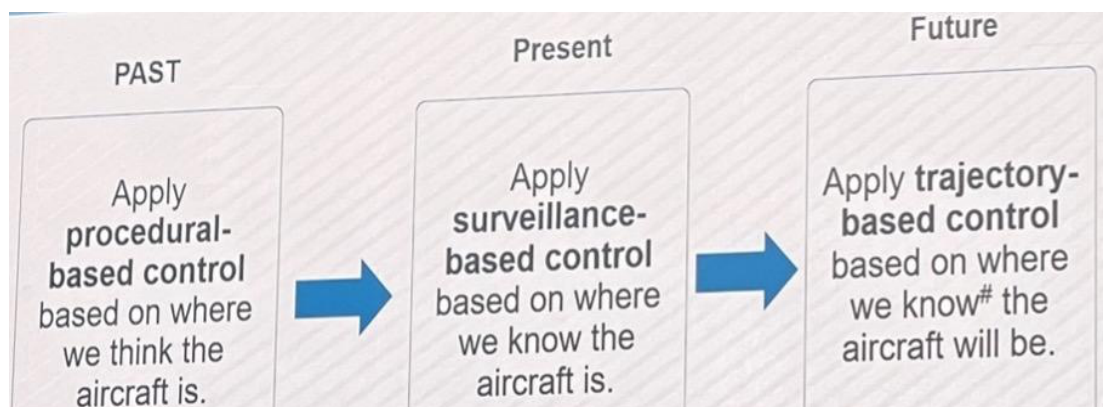 PAST
Apply
procedural-
based control
based on where
we think the
aircraft is.
Present
Apply
surveillance-
based control
based on where
we know the
aircraft is.
Future
Apply trajectory-
based control
based on where
we know# the
aircraft will be.